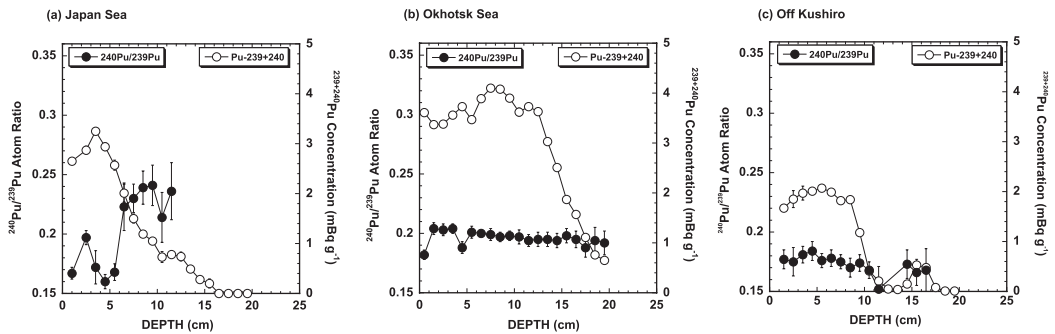 (a) Japan Sea
240Pu/239Pu
Pu-239+240
0.35
0.3
0.25
0.2
0.15
5
4
3
2
1
0
0 5 10 15 20 25
DEPTH (cm)
²⁴⁰Pu/²³⁹Pu Atom Ratio
²³⁹⁺²⁴⁰Pu Concentration (mBq g⁻¹)
(b) Okhotsk Sea
240Pu/239Pu
Pu-239+240
0.35
0.3
0.25
0.2
0.15
5
4
3
2
1
0
0 5 10 15 20 25
DEPTH (cm)
²⁴⁰Pu/²³⁹Pu Atom Ratio
²³⁹⁺²⁴⁰Pu Concentration (mBq g⁻¹)
(c) Off Kushiro
240Pu/239Pu
Pu-239+240
0.35
0.3
0.25
0.2
0.15
5
4
3
2
1
0
0 5 10 15 20 25
DEPTH (cm)
²⁴⁰Pu/²³⁹Pu Atom Ratio
²³⁹⁺²⁴⁰Pu Concentration (mBq g⁻¹)